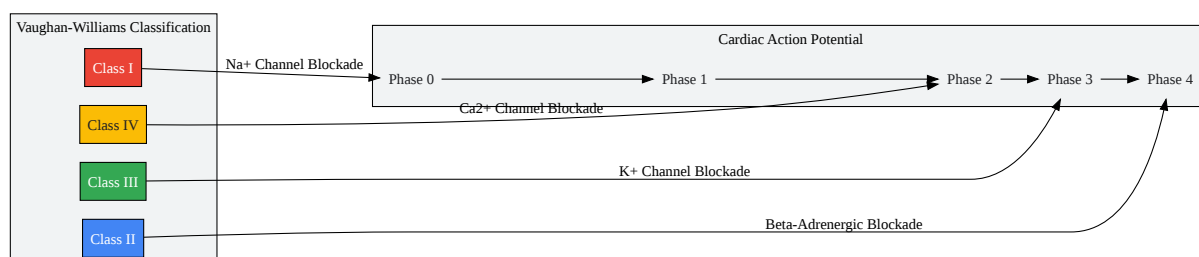 Vaughan-Williams Classification
Cardiac Action Potential
Class I
Na+ Channel Blockade
Phase 0
Phase 1
Phase 2
Phase 3
Phase 4
Class IV
Ca2+ Channel Blockade
Class III
K+ Channel Blockade
Class II
Beta-Adrenergic Blockade